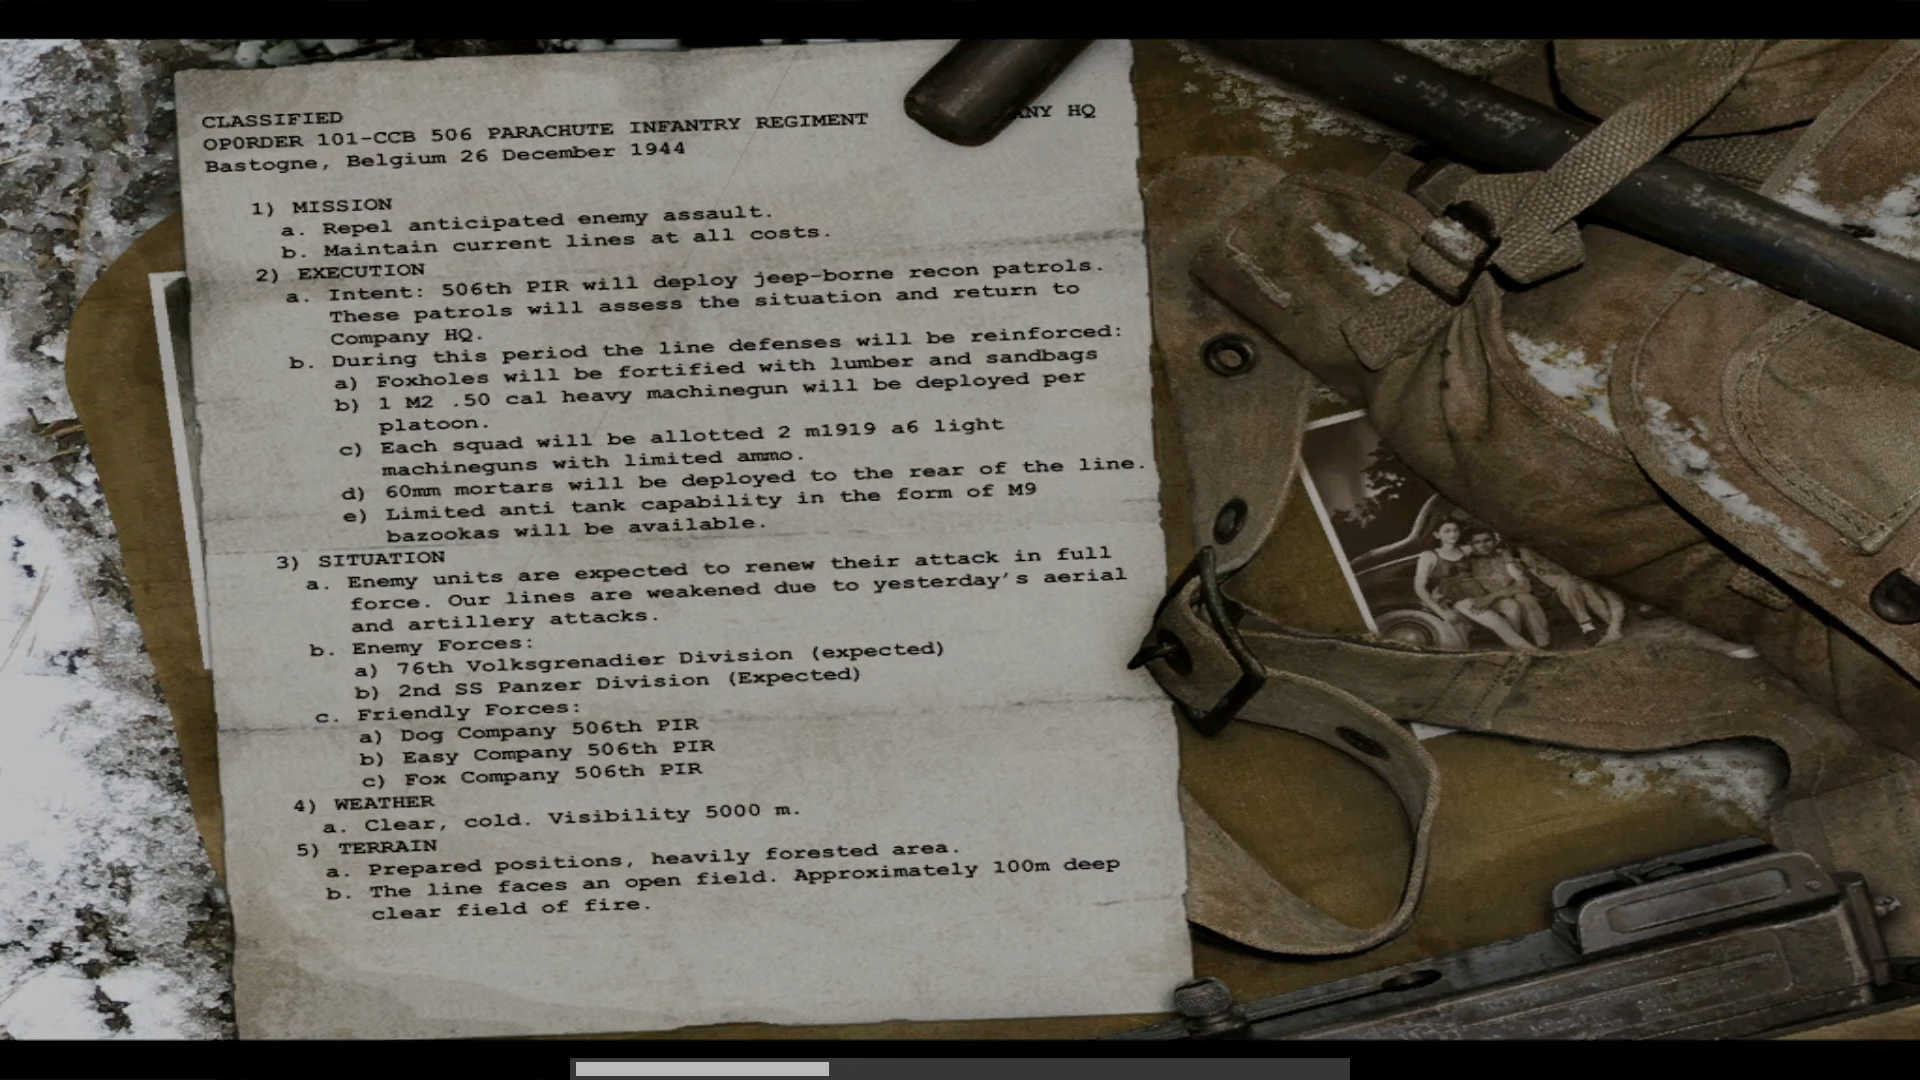 CLASSIFIED
OPORDER 101-CCB 506 PARACHUTE INFANTRY REGIMENT HQ
Bastogne, Belgium 26 December 1944
1) MISSION
a. Repel anticipated enemy assault.
b. Maintain current lines at all costs.
2) EXECUTION
a. Intent: 506th PIR will deploy jeep-borne recon patrols.
These patrols will assess the situation and return to
Company HQ.
b. During this period the line defenses will be reinforced:
a) Foxholes will be fortified with lumber and sandbags
b) 1 M2 .50 cal heavy machinegun will be deployed per
platoon.
c) Each squad will be allotted 2 m1919 a6 light
machineguns with limited ammo.
d) 60mm mortars will be deployed to the rear of the line.
e) Limited anti tank capability in the form of M9
bazookas will be available.
3) SITUATION
a. Enemy units are expected to renew their attack in full
force. Our lines are weakened due to yesterday's aerial
and artillery attacks.
b. Enemy Forces:
a) 76th Volksgrenadier Division (expected)
b) 2nd SS Panzer Division (Expected)
c. Friendly Forces:
a) Dog Company 506th PIR
b) Easy Company 506th PIR
c) Fox Company 506th PIR
4) WEATHER
a. Clear, cold. Visibility 5000 m.
5) TERRAIN
a. Prepared positions, heavily forested area.
b. The line faces an open field. Approximately 100m deep
clear field of fire.